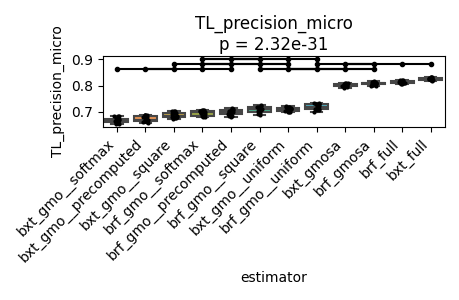 TL_precision_micro
p = 2.32e-31
TL_precision_micro
0.9
0.8
0.7
bxt_gmo__softmax
bxt_gmo__precomputed
bxt_gmo__square
brf_gmo__softmax
brf_gmo__precomputed
brf_gmo__square
bxt_gmo__uniform
brf_gmo__uniform
bxt_gmosa
brf_gmosa
brf_full
bxt_full
estimator